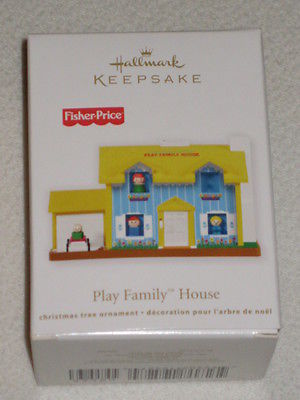 Hallmark
KEEPSAKE
Fisher-Price
PLAY FAMILY HOUSE
Play Family™ House
christmas tree ornament • décoration pour l'arbre de noël